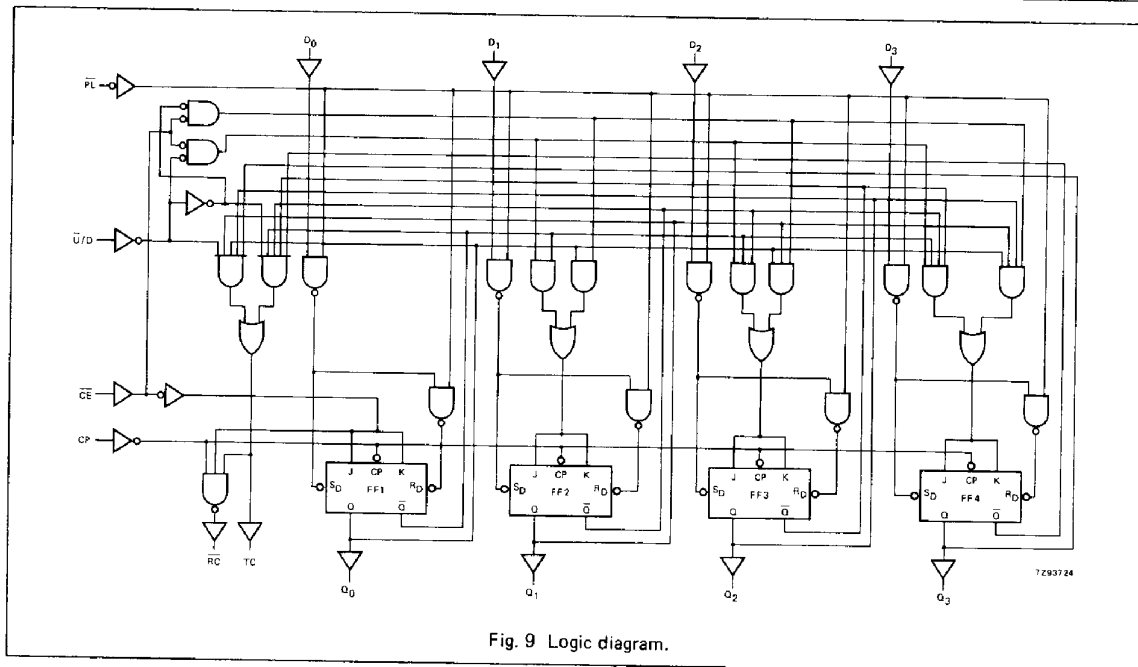 D0 D1 D2 D3
PL
U/D
CE
CP
J CP K
SD FF1 RD
Q Q
J CP K
SD FF2 RD
Q Q
J CP K
SD FF3 RD
Q Q
J CP K
SD FF4 RD
Q Q
RC TC Q0 Q1 Q2 Q3
7Z93724
Fig. 9 Logic diagram.